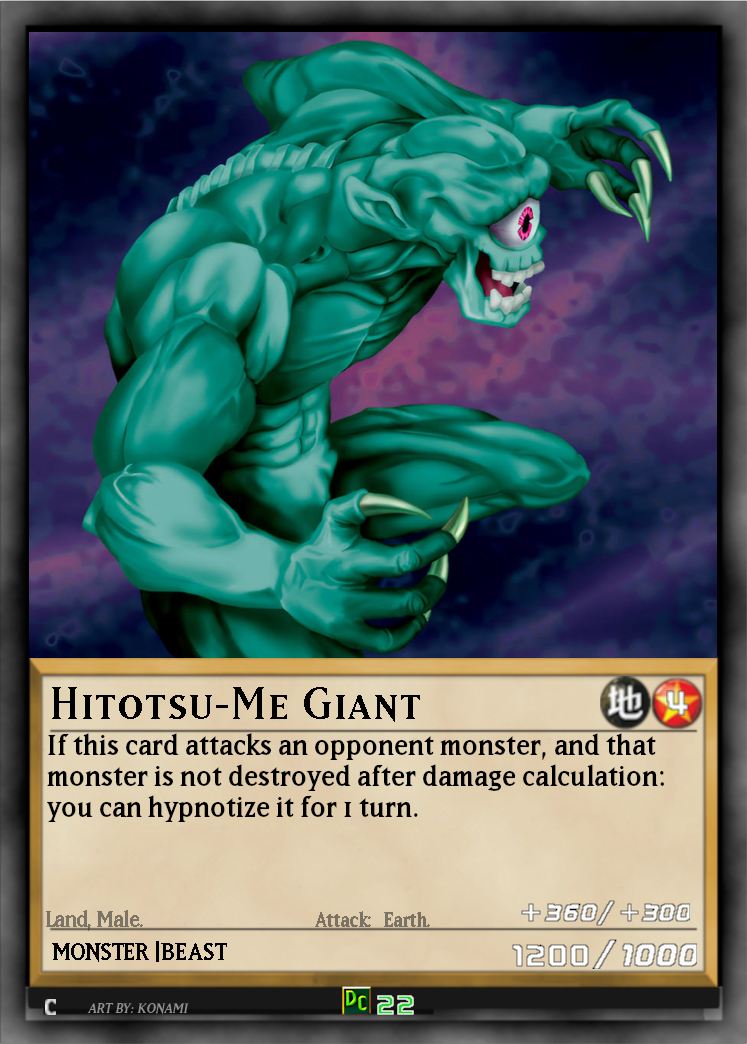 Hitotsu-Me Giant 地 4
If this card attacks an opponent monster, and that
monster is not destroyed after damage calculation:
you can hypnotize it for 1 turn.
Land, Male. Attack: Earth. +360/ +300
MONSTER |BEAST 1200/1000
C ART BY: KONAMI DC 22